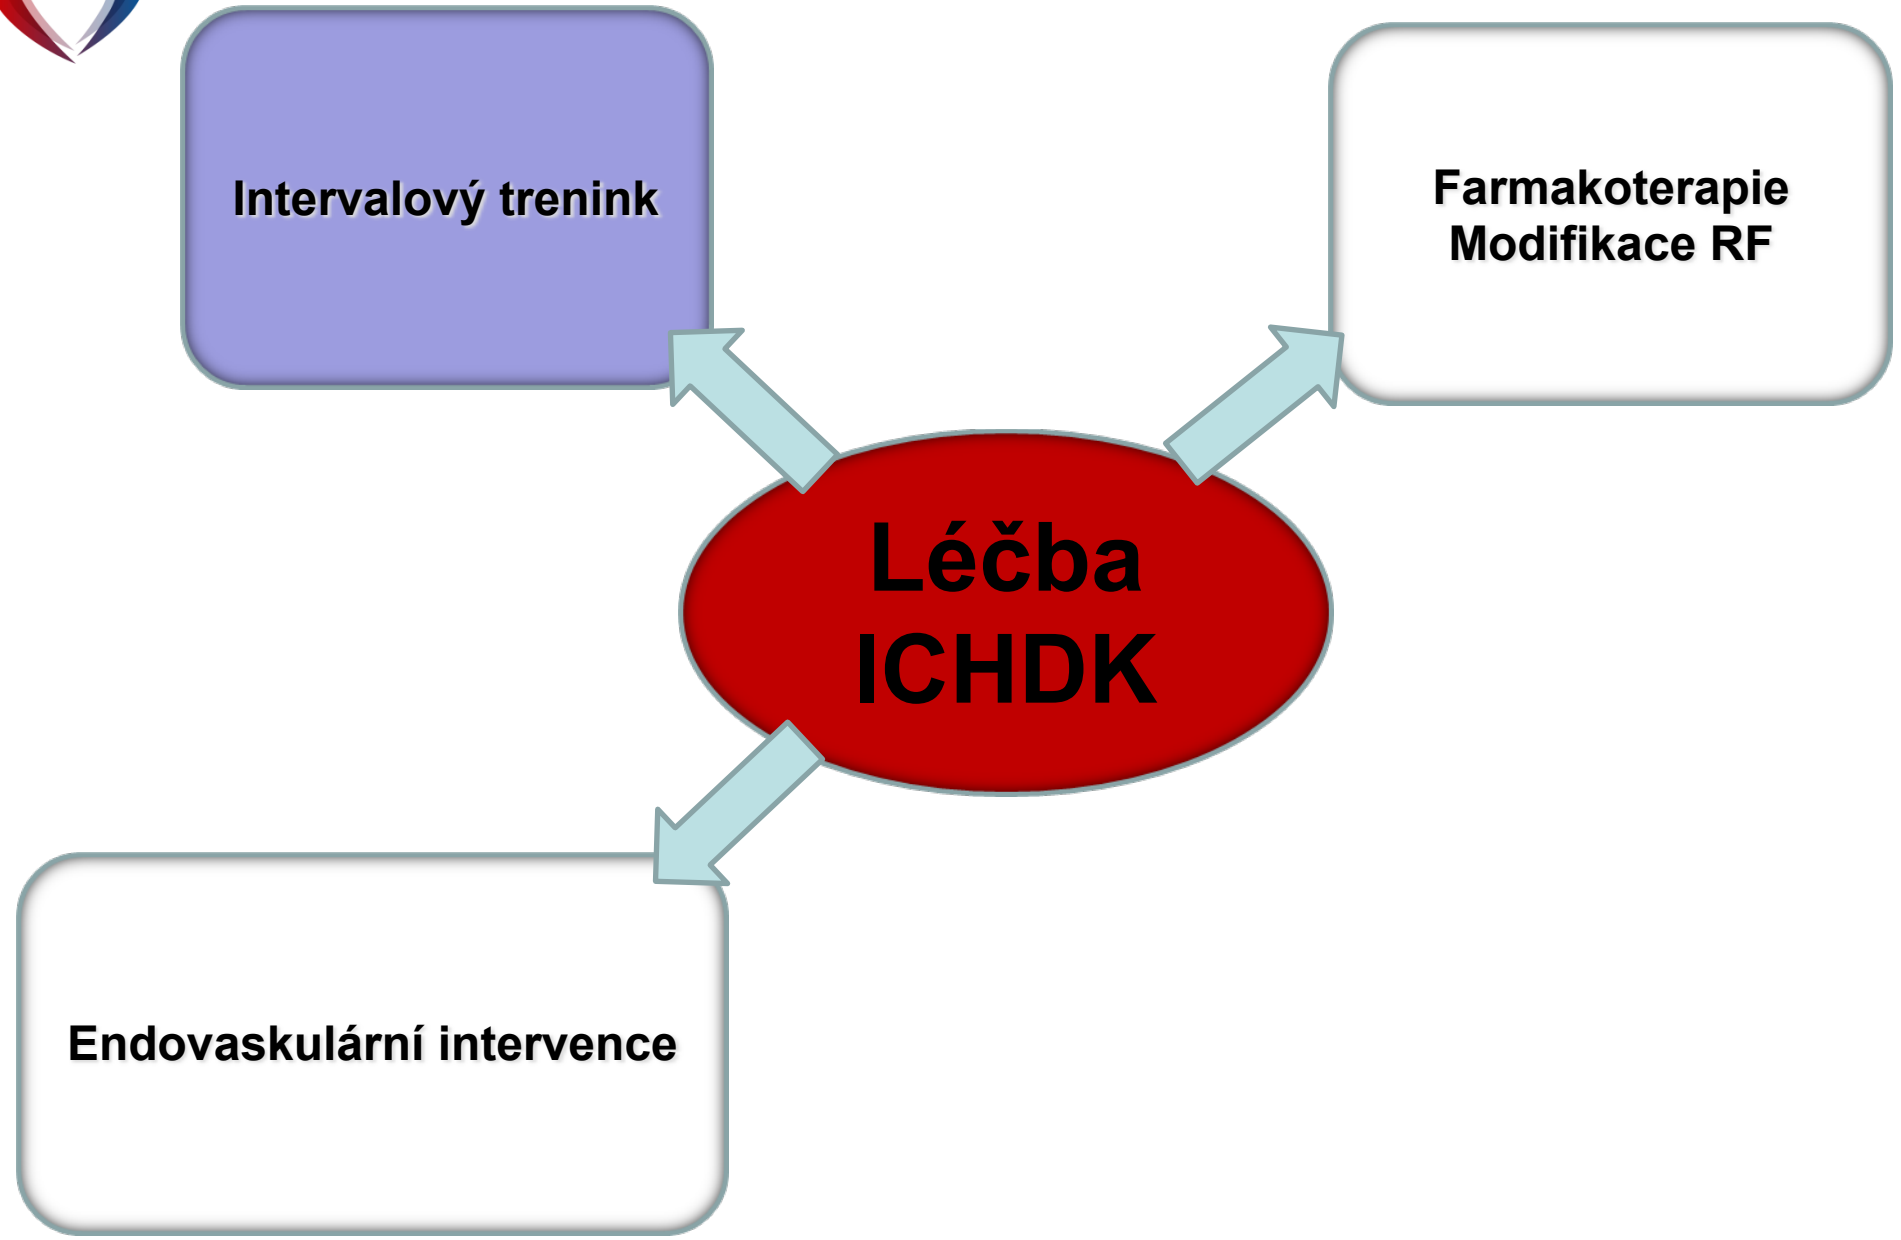 Intervalový trenink
Farmakoterapie
Modifikace RF
Léčba
ICHDK
Endovaskulární intervence